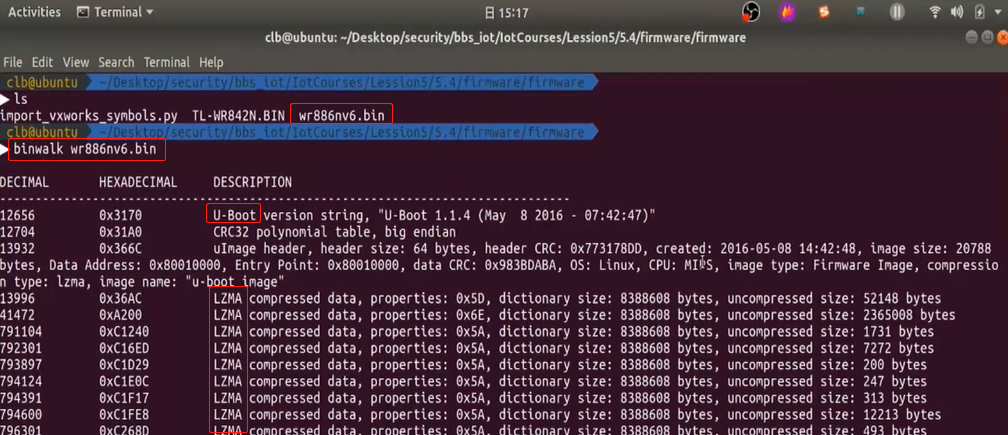 Activities Terminal 日 15:17
clb@ubuntu: ~/Desktop/security/bbs_iot/IotCourses/Lession5/5.4/firmware/firmware
File Edit View Search Terminal Help
clb@ubuntu ~/Desktop/security/bbs_iot/IotCourses/Lession5/5.4/firmware/firmware
ls
import_vxworks_symbols.py TL-WR842N.BIN wr886nv6.bin
clb@ubuntu ~/Desktop/security/bbs_iot/IotCourses/Lession5/5.4/firmware/firmware
binwalk wr886nv6.bin
DECIMAL HEXADECIMAL DESCRIPTION
--------------------------------------------------------------------------------
12656 0x3170 U-Boot version string, "U-Boot 1.1.4 (May  8 2016 - 07:42:47)"
12704 0x31A0 CRC32 polynomial table, big endian
13932 0x366C uImage header, header size: 64 bytes, header CRC: 0x773178DD, created: 2016-05-08 14:42:48, image size: 20788
bytes, Data Address: 0x80010000, Entry Point: 0x80010000, data CRC: 0x983BDABA, OS: Linux, CPU: MIPS, image type: Firmware Image, compressio
n type: lzma, image name: "u-boot image"
13996 0x36AC LZMA compressed data, properties: 0x5D, dictionary size: 8388608 bytes, uncompressed size: 52148 bytes
41472 0xA200 LZMA compressed data, properties: 0x6E, dictionary size: 8388608 bytes, uncompressed size: 2365008 bytes
791104 0xC1240 LZMA compressed data, properties: 0x5A, dictionary size: 8388608 bytes, uncompressed size: 1731 bytes
792301 0xC16ED LZMA compressed data, properties: 0x5A, dictionary size: 8388608 bytes, uncompressed size: 7272 bytes
793897 0xC1D29 LZMA compressed data, properties: 0x5A, dictionary size: 8388608 bytes, uncompressed size: 200 bytes
794124 0xC1E0C LZMA compressed data, properties: 0x5A, dictionary size: 8388608 bytes, uncompressed size: 247 bytes
794391 0xC1F17 LZMA compressed data, properties: 0x5A, dictionary size: 8388608 bytes, uncompressed size: 313 bytes
794600 0xC1FE8 LZMA compressed data, properties: 0x5A, dictionary size: 8388608 bytes, uncompressed size: 12213 bytes
796301 0xC268D LZMA compressed data, properties: 0x5A, dictionary size: 8388608 bytes, uncompressed size: 493 bytes